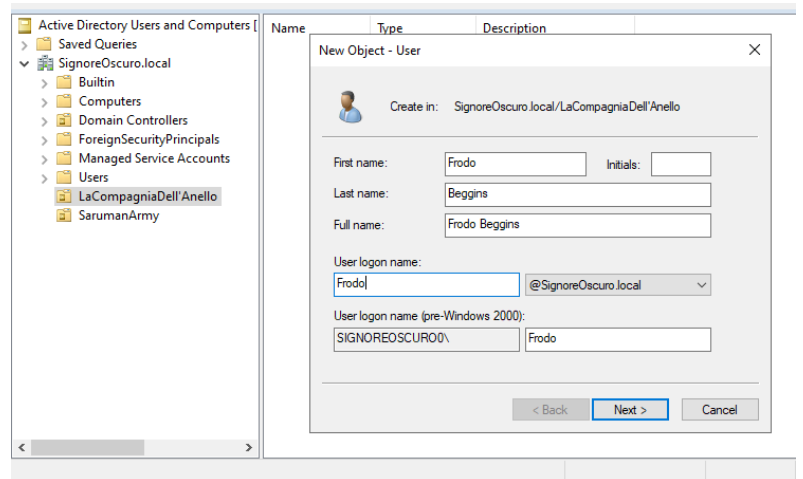 Active Directory Users and Computers [
Saved Queries
SignoreOscuro.local
Builtin
Computers
Domain Controllers
ForeignSecurityPrincipals
Managed Service Accounts
Users
LaCompagniaDell'Anello
SarumanArmy
Name Type Description
New Object - User
Create in: SignoreOscuro.local/LaCompagniaDell'Anello
First name: Frodo Initials:
Last name: Beggins
Full name: Frodo Beggins
User logon name:
Frodo @SignoreOscuro.local
User logon name (pre-Windows 2000):
SIGNOREOSCURO0\ Frodo
< Back Next > Cancel